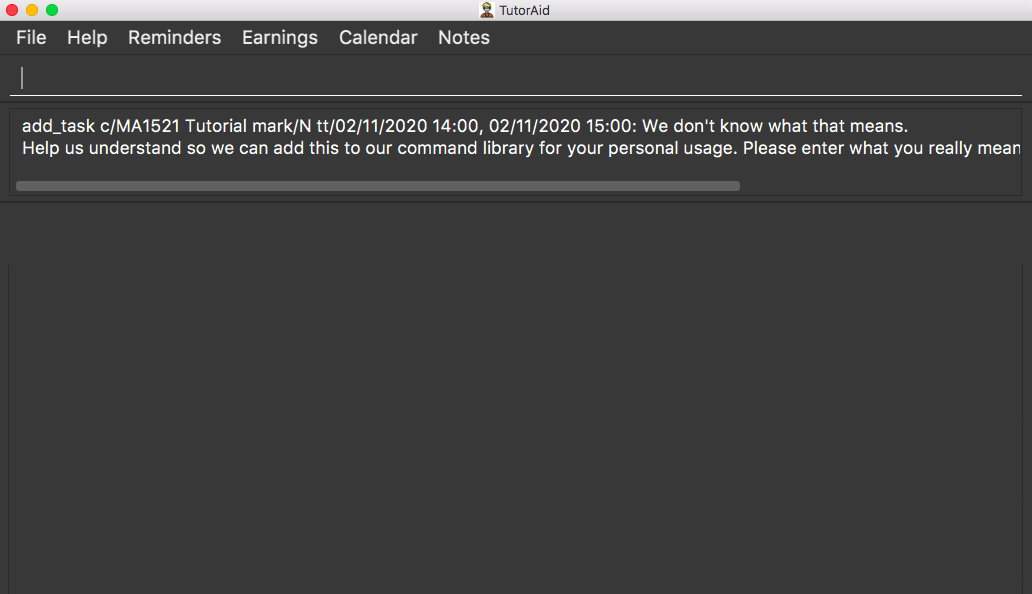 TutorAid
File Help Reminders Earnings Calendar Notes
add_task c/MA1521 Tutorial mark/N tt/02/11/2020 14:00, 02/11/2020 15:00: We don't know what that means.
Help us understand so we can add this to our command library for your personal usage. Please enter what you really mean